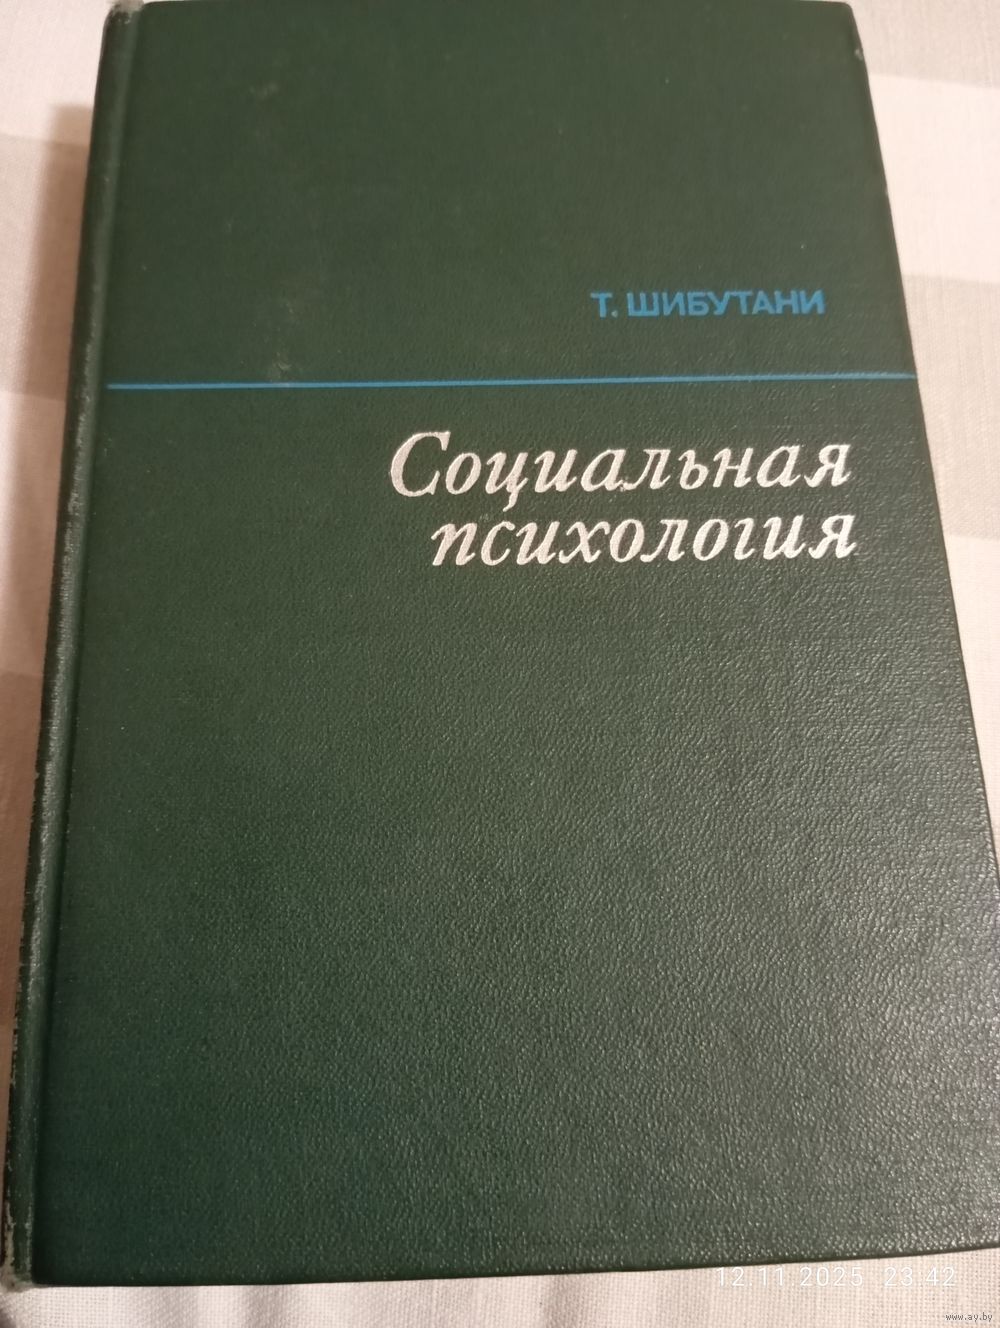 Т. ШИБУТАНИ
Социальная
психология
12.11.2025 23:42
www.ay.by